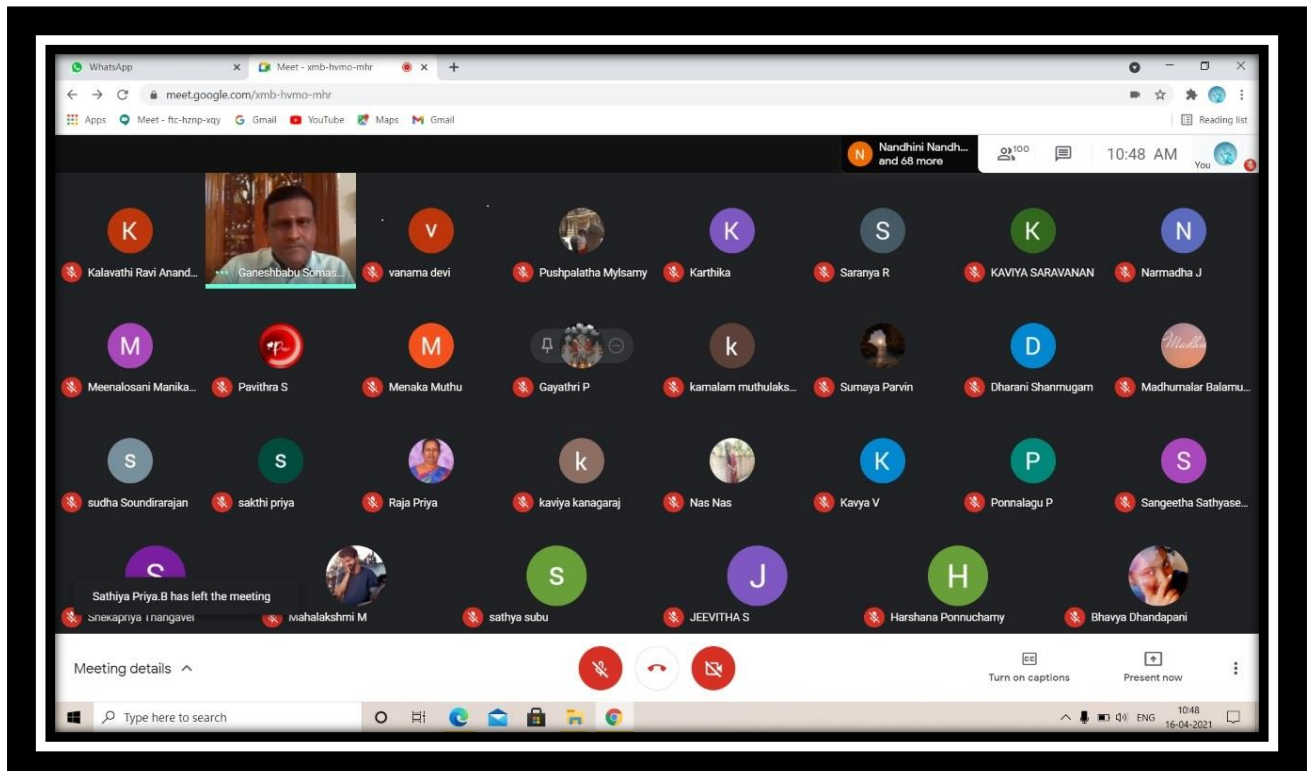 WhatsApp
Meet - xmb-hvmo-mhr
meet.google.com/xmb-hvmo-mhr
Apps Meet - ftc-hznp-xqy Gmail YouTube Maps Gmail Reading list
N Nandhini Nandh...
and 68 more
100
10:48 AM
You
K V K S K N
Kalavathi Ravi Anand... Ganeshbabu Somas... vanama devi Pushpalatha Mylsamy Karthika Saranya R KAVIYA SARAVANAN Narmadha J
M M k D Madhu
Meenalosani Manika... Pavithra S Menaka Muthu Gayathri P kamalam muthulaks... Sumaya Parvin Dharani Shanmugam Madhumalar Balamu...
s s k K P S
sudha Soundirarajan sakthi priya Raja Priya kaviya kanagaraj Nas Nas Kavya V Ponnalagu P Sangeetha Sathyase...
S s J H
Sathiya Priya.B has left the meeting
Snekapriya Thangavel Mahalakshmi M sathya subu JEEVITHA S Harshana Ponnuchamy Bhavya Dhandapani
Meeting details
CC
Turn on captions Present now
Type here to search
ENG
10:48
16-04-2021